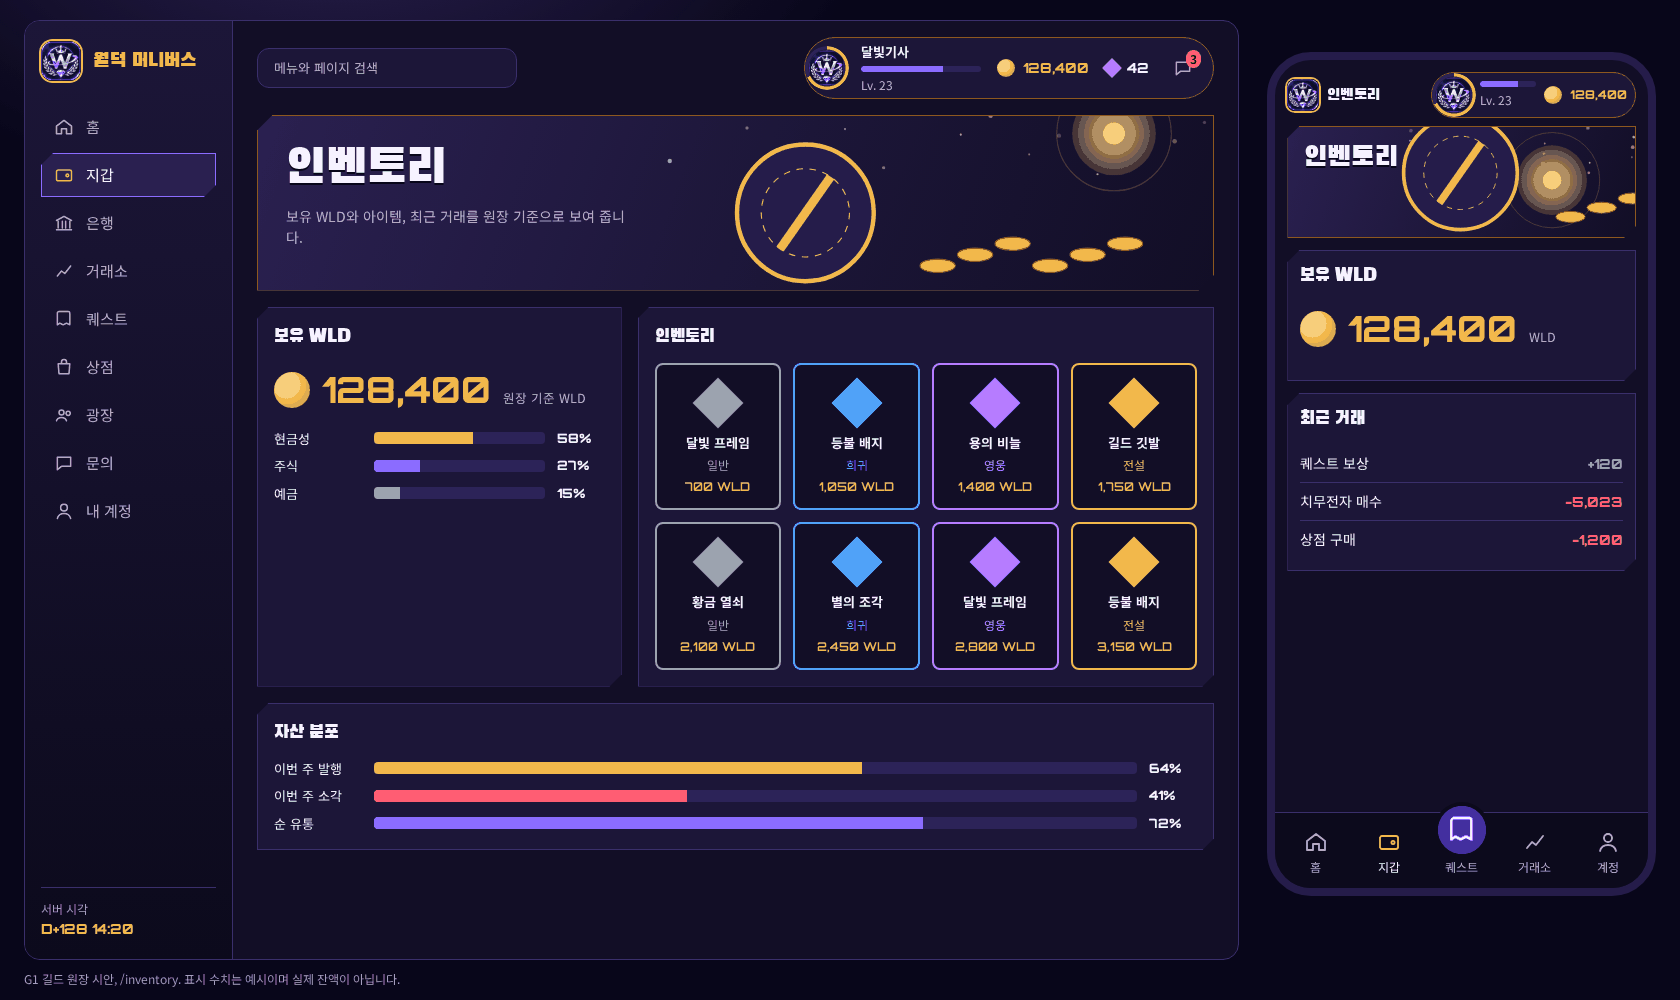 월덕 머니버스
홈
지갑
은행
거래소
퀘스트
상점
광장
문의
내 계정
서버 시각
D+128 14:20
메뉴와 페이지 검색
W
달빛기사
Lv. 23
128,400
42
3
인벤토리
보유 WLD와 아이템, 최근 거래를 원장 기준으로 보여 줍니
다.
보유 WLD
128,400 원장 기준 WLD
현금성 58%
주식 27%
예금 15%
인벤토리
달빛 프레임
일반
700 WLD
등불 배지
희귀
1,050 WLD
용의 비늘
영웅
1,400 WLD
길드 깃발
전설
1,750 WLD
황금 열쇠
일반
2,100 WLD
별의 조각
희귀
2,450 WLD
달빛 프레임
영웅
2,800 WLD
등불 배지
전설
3,150 WLD
자산 분포
이번 주 발행 64%
이번 주 소각 41%
순 유통 72%
W
인벤토리
W
Lv. 23
128,400
인벤토리
보유 WLD
128,400 WLD
최근 거래
퀘스트 보상 +120
치무전자 매수 -5,023
상점 구매 -1,200
홈
지갑
퀘스트
거래소
계정
G1 길드 원장 시안, /inventory. 표시 수치는 예시이며 실제 잔액이 아닙니다.